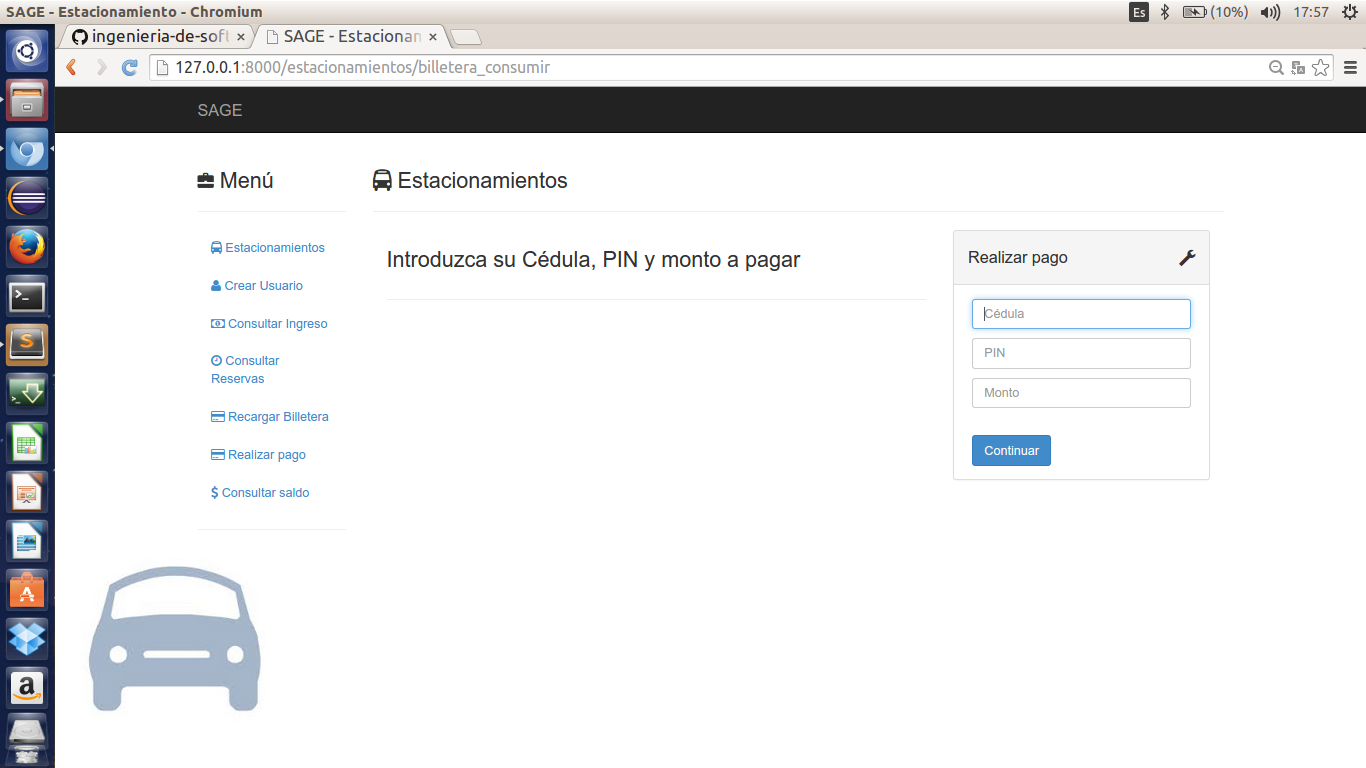 SAGE - Estacionamiento - Chromium
Es (10%) 17:57
ingenieria-de-soft × SAGE - Estacionan ×
127.0.0.1:8000/estacionamientos/billetera_consumir
SAGE
Menú
Estacionamientos
Crear Usuario
Consultar Ingreso
Consultar
Reservas
Recargar Billetera
Realizar pago
$ Consultar saldo
Estacionamientos
Introduzca su Cédula, PIN y monto a pagar
Realizar pago
Cédula
PIN
Monto
Continuar